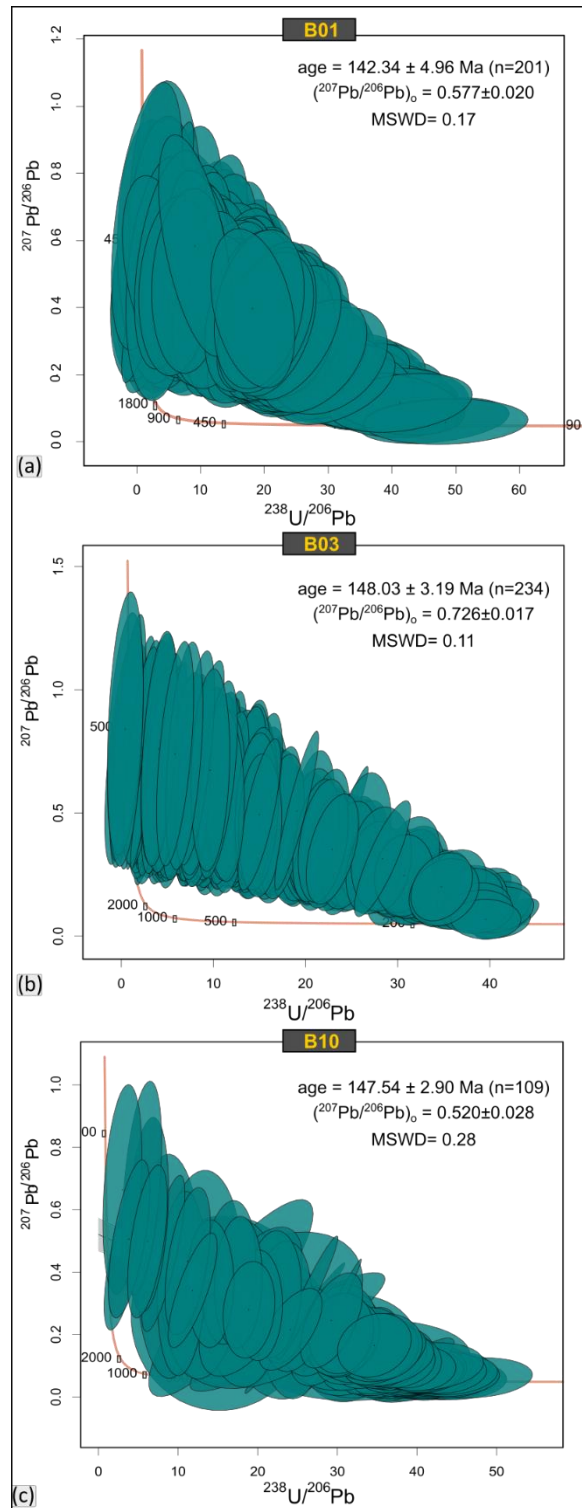 B01
age = 142.34 ± 4.96 Ma (n=201)
(²⁰⁷Pb/²⁰⁶Pb)ₒ = 0.577±0.020
MSWD= 0.17
²⁰⁷Pb/²⁰⁶Pb
1.2
1.0
0.8
0.6
0.4
0.2
0.0
45
1800
900
450
90
0 10 20 30 40 50 60
²³⁸U/²⁰⁶Pb
(a)
B03
age = 148.03 ± 3.19 Ma (n=234)
(²⁰⁷Pb/²⁰⁶Pb)ₒ = 0.726±0.017
MSWD= 0.11
²⁰⁷Pb/²⁰⁶Pb
1.5
1.0
0.5
0.0
500
2000
1000
500
0 10 20 30 40
²³⁸U/²⁰⁶Pb
(b)
B10
age = 147.54 ± 2.90 Ma (n=109)
(²⁰⁷Pb/²⁰⁶Pb)ₒ = 0.520±0.028
MSWD= 0.28
²⁰⁷Pb/²⁰⁶Pb
1.0
0.8
0.6
0.4
0.2
0.0
00
2000
1000
0 10 20 30 40 50
²³⁸U/²⁰⁶Pb
(c)